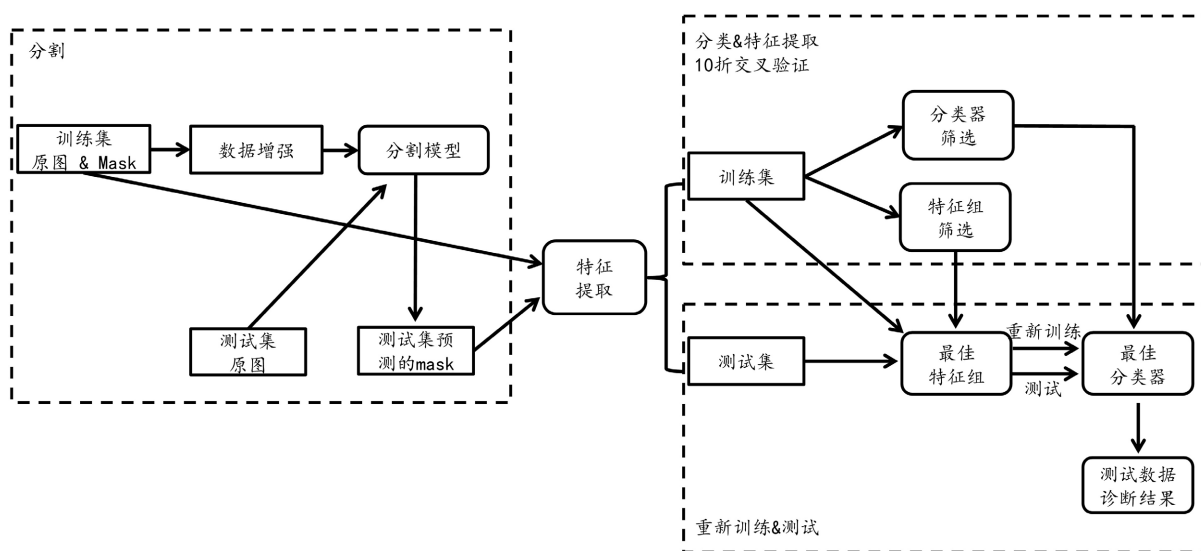 分割
训练集
原图 & Mask
数据增强
分割模型
测试集
原图
测试集预
测的mask
特征
提取
分类&特征提取
10折交叉验证
训练集
分类器
筛选
特征组
筛选
测试集
最佳
特征组
重新训练
测试
最佳
分类器
测试数据
诊断结果
重新训练&测试